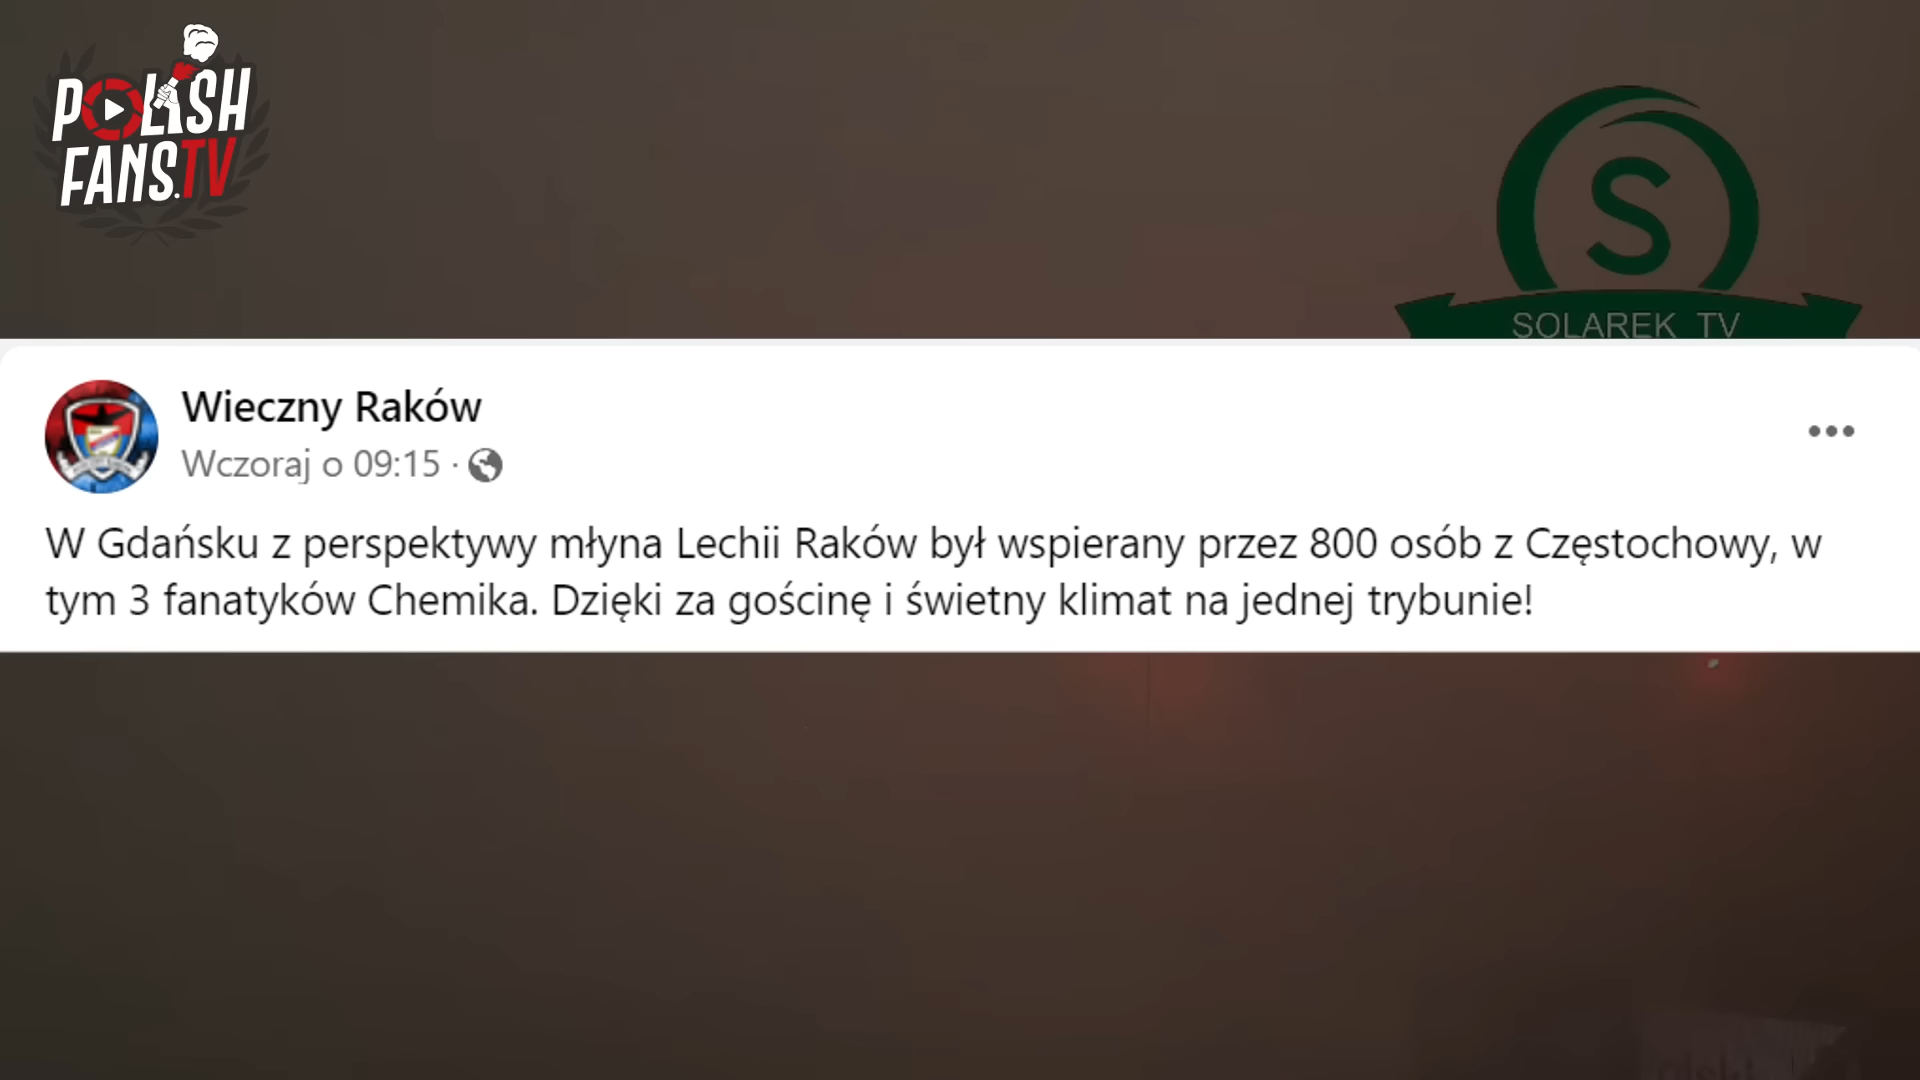 POLISH
FANS.TV
S
SOLAREK TV
Wieczny Raków
Wczoraj o 09:15 ·
W Gdańsku z perspektywy młyna Lechii Raków był wspierany przez 800 osób z Częstochowy, w
tym 3 fanatyków Chemika. Dzięki za gościnę i świetny klimat na jednej trybunie!